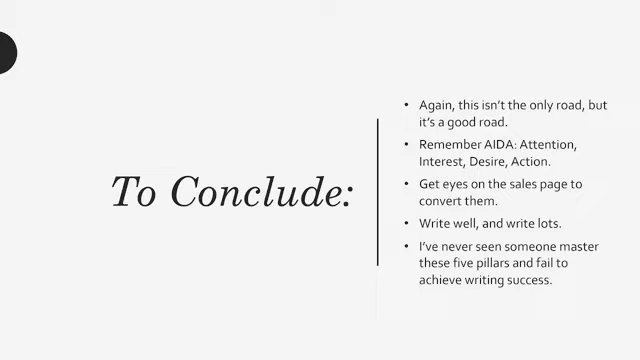 To Conclude:
• Again, this isn't the only road, but
it's a good road.
• Remember AIDA: Attention,
Interest, Desire, Action.
• Get eyes on the sales page to
convert them.
• Write well, and write lots.
• I've never seen someone master
these five pillars and fail to
achieve writing success.